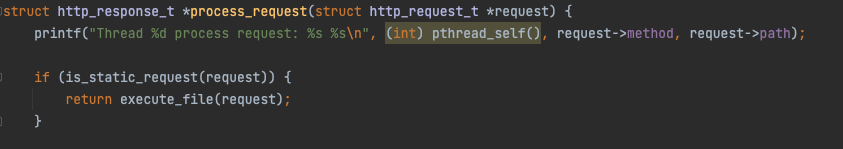 struct http_response_t *process_request(struct http_request_t *request) {
    printf("Thread %d process request: %s %s\n", (int) pthread_self(), request->method, request->path);
    if (is_static_request(request)) {
        return execute_file(request);
    }